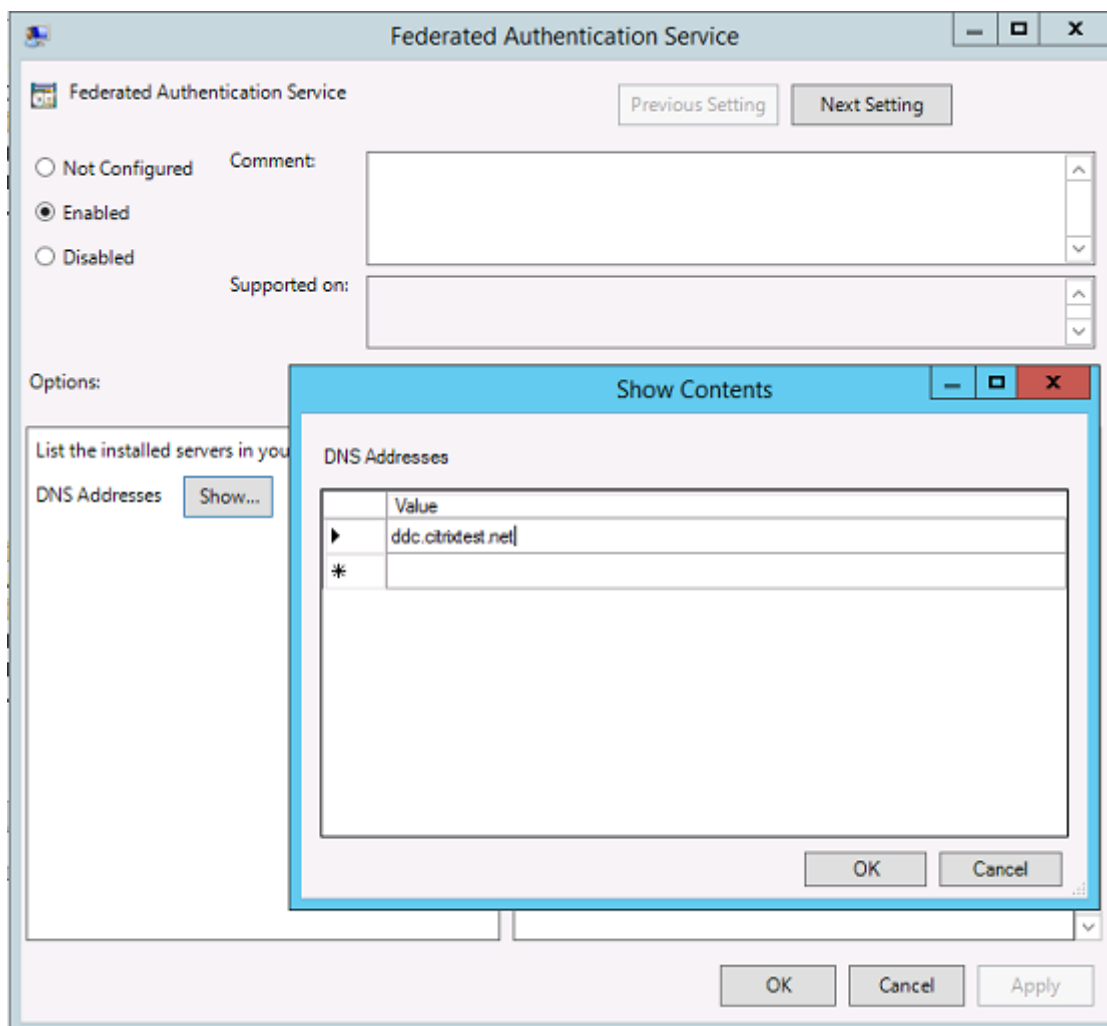 Federated Authentication Service
Federated Authentication Service
Previous Setting
Next Setting
Not Configured
Comment:
Enabled
Disabled
Supported on:
Options:
Show Contents
List the installed servers in you
DNS Addresses
Show...
DNS Addresses
Value
ddc.citrixtest.net
OK
Cancel
OK
Cancel
Apply